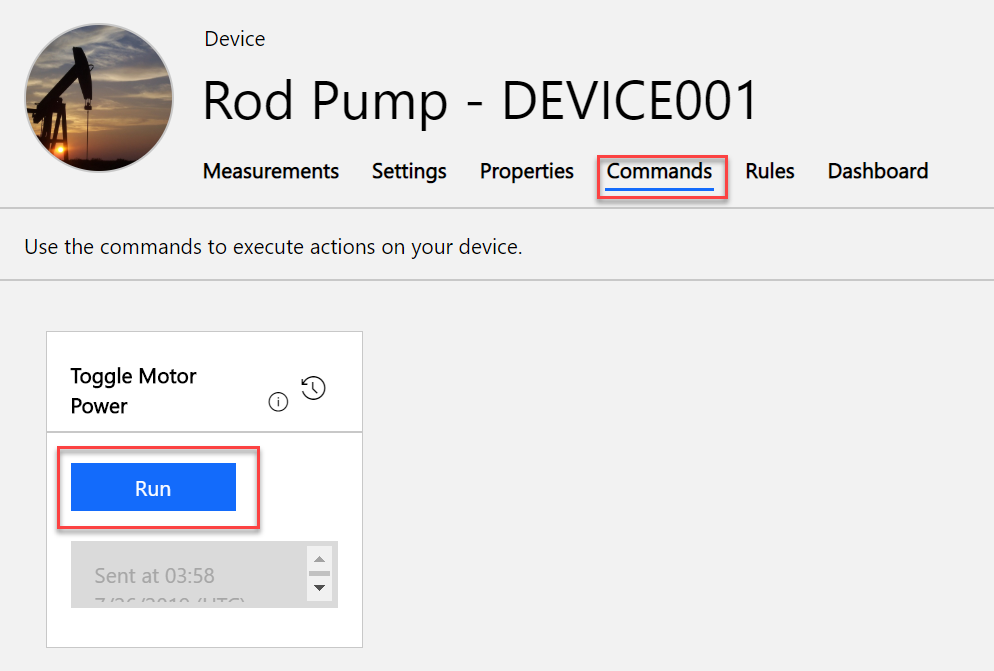 Device
Rod Pump - DEVICE001
Measurements Settings Properties Commands Rules Dashboard
Use the commands to execute actions on your device.
Toggle Motor
Power
Run
Sent at 03:58